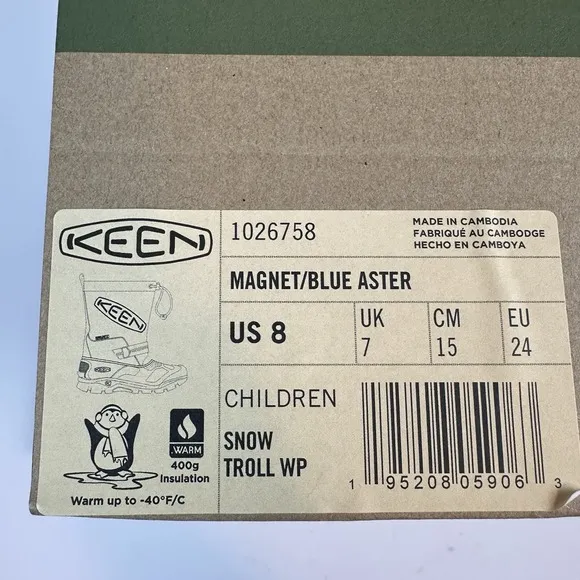 KEEN
1026758
MADE IN CAMBODIA
FABRIQUÉ AU CAMBODGE
HECHO EN CAMBOYA
MAGNET/BLUE ASTER
KEEN
US 8
UK
7
CM
15
EU
24
CHILDREN
SNOW
TROLL WP
WARM
400g
Insulation
Warm up to -40°F/C
1 95208 05906 3